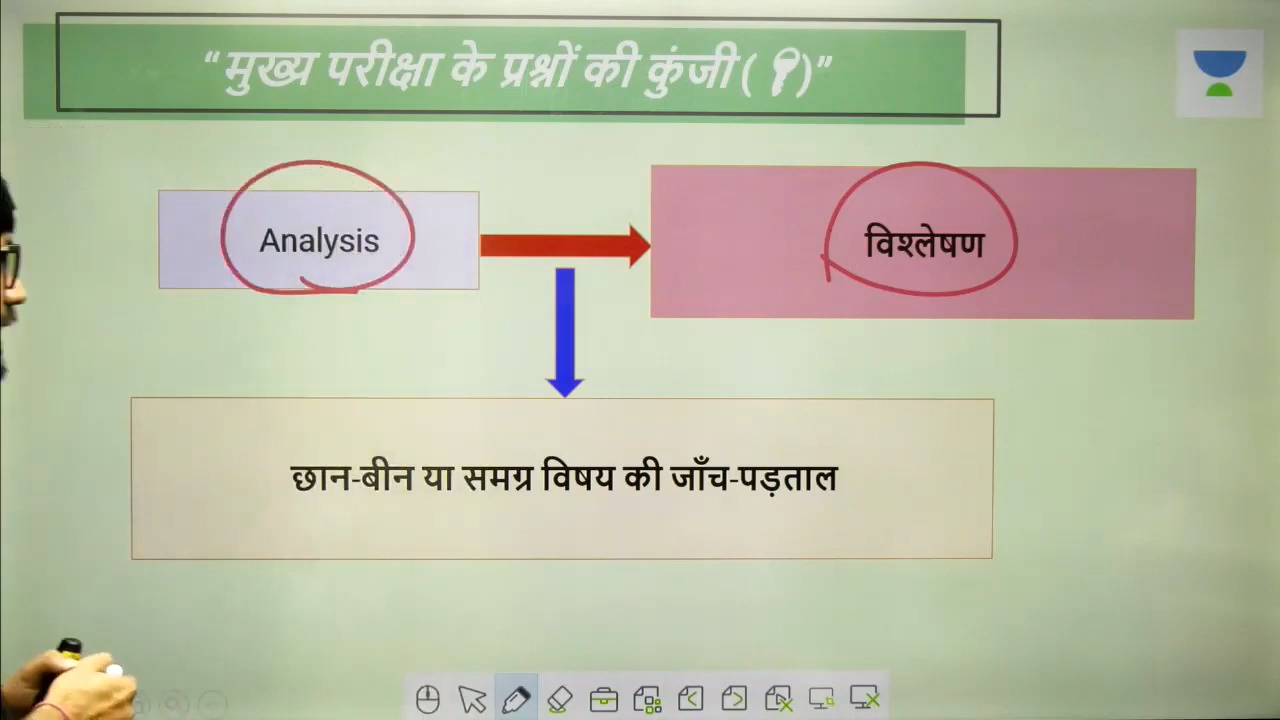 “मुख्य परीक्षा के प्रश्नों की कुंजी ( )”
Analysis
विश्लेषण
छान-बीन या समग्र विषय की जाँच-पड़ताल